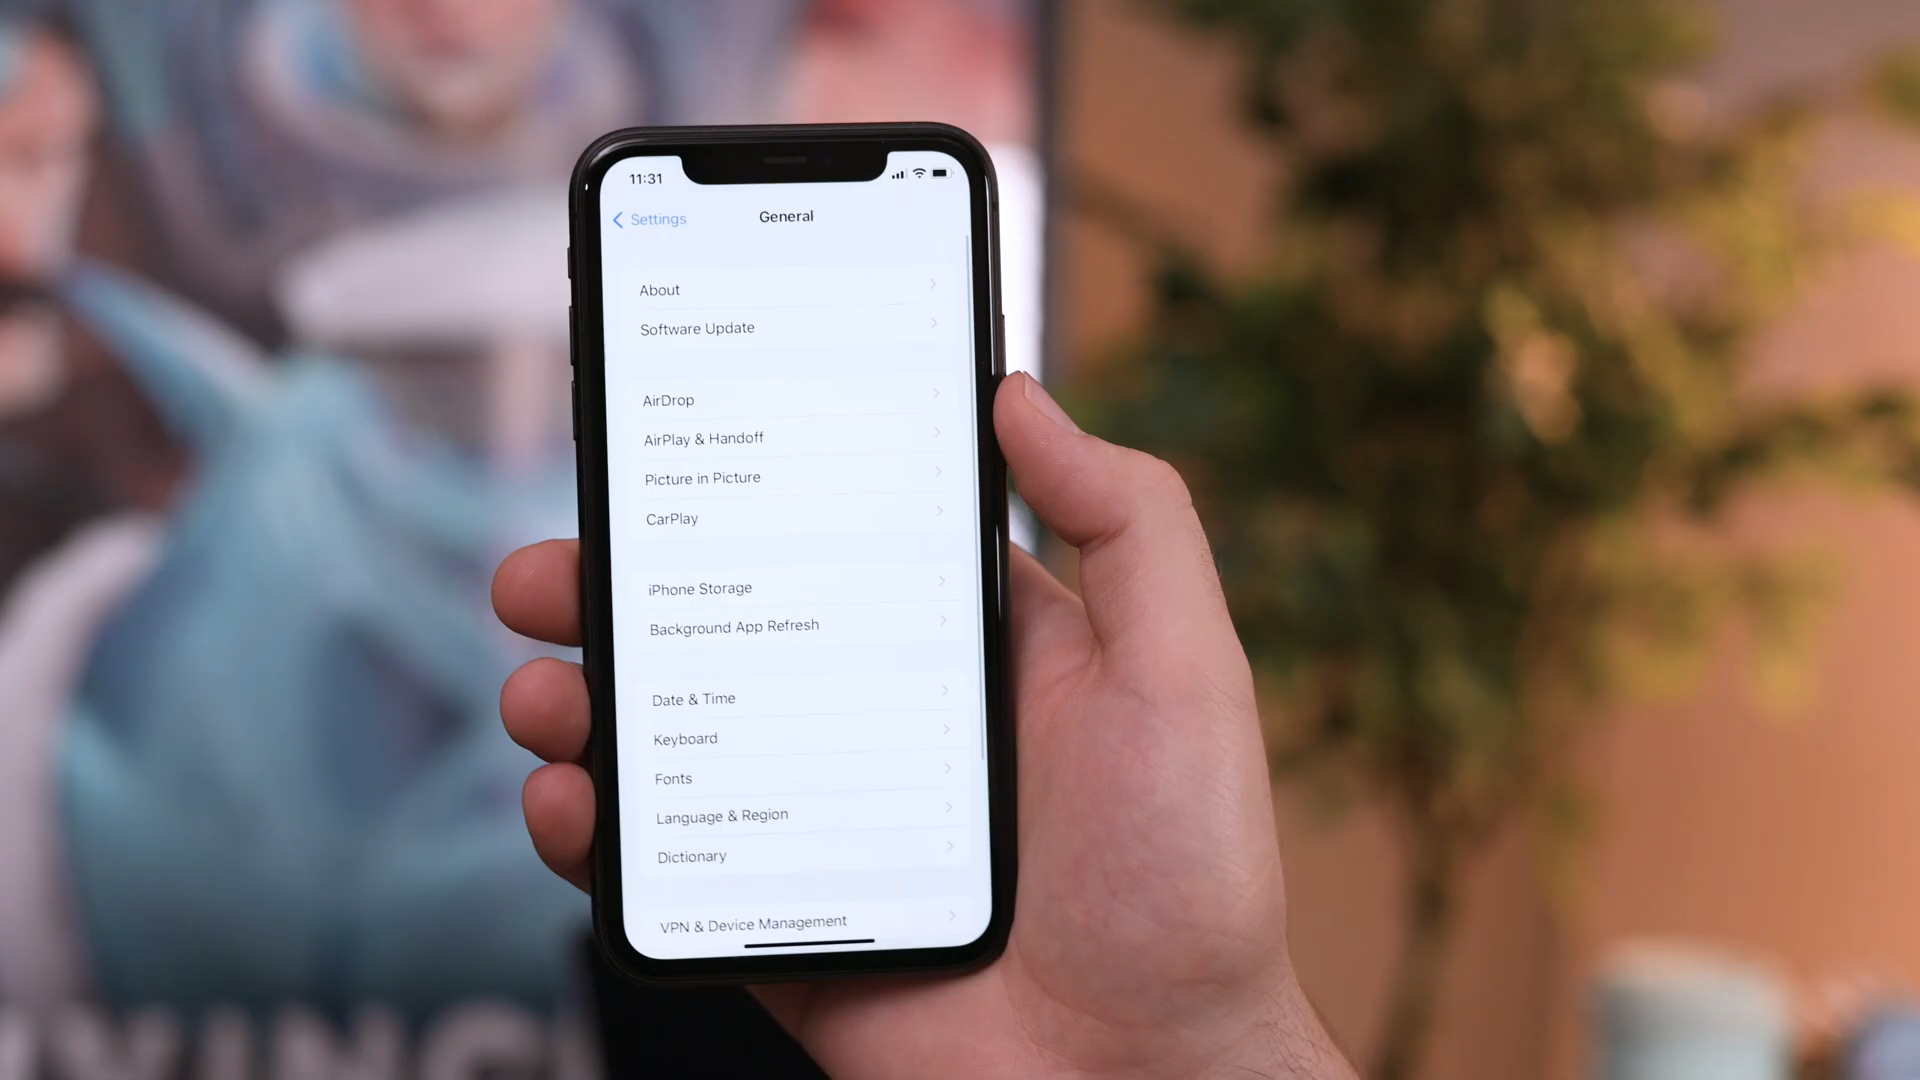 11:31
Settings
General
About
Software Update
AirDrop
AirPlay & Handoff
Picture in Picture
CarPlay
iPhone Storage
Background App Refresh
Date & Time
Keyboard
Fonts
Language & Region
Dictionary
VPN & Device Management